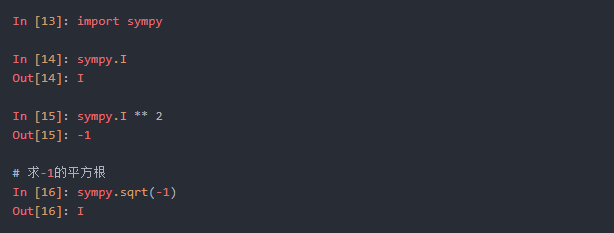 In [13]: import sympy
In [14]: sympy.I
Out[14]: I
In [15]: sympy.I ** 2
Out[15]: -1
# 求-1的平方根
In [16]: sympy.sqrt(-1)
Out[16]: I